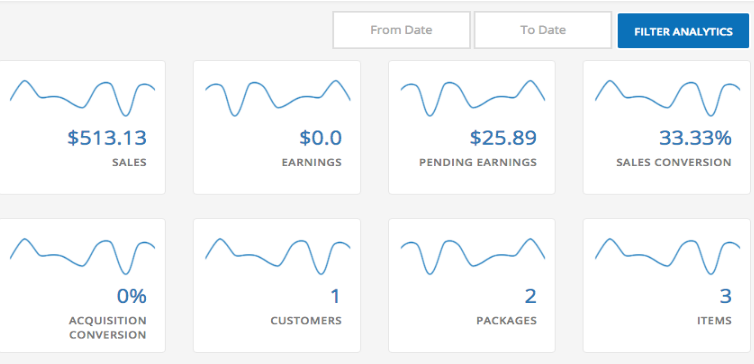 From Date
To Date
FILTER ANALYTICS
$513.13
SALES
$0.0
EARNINGS
$25.89
PENDING EARNINGS
33.33%
SALES CONVERSION
0%
ACQUISITION
CONVERSION
1
CUSTOMERS
2
PACKAGES
3
ITEMS